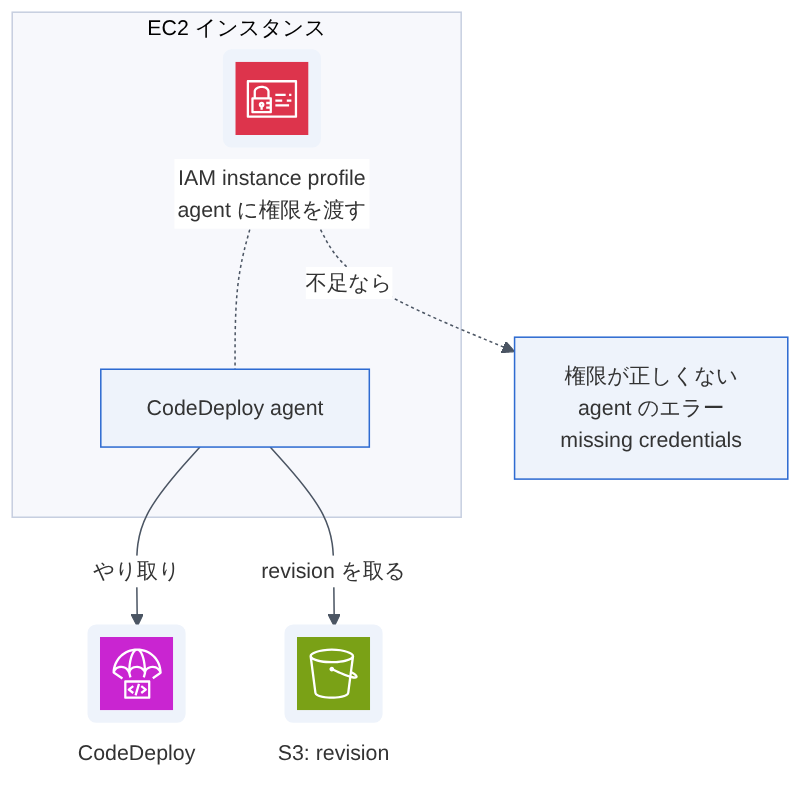 EC2 インスタンス
IAM instance profile
agent に権限を渡す
不足なら
権限が正しくない
agent のエラー
missing credentials
CodeDeploy agent
やり取り
revision を取る
CodeDeploy
S3: revision